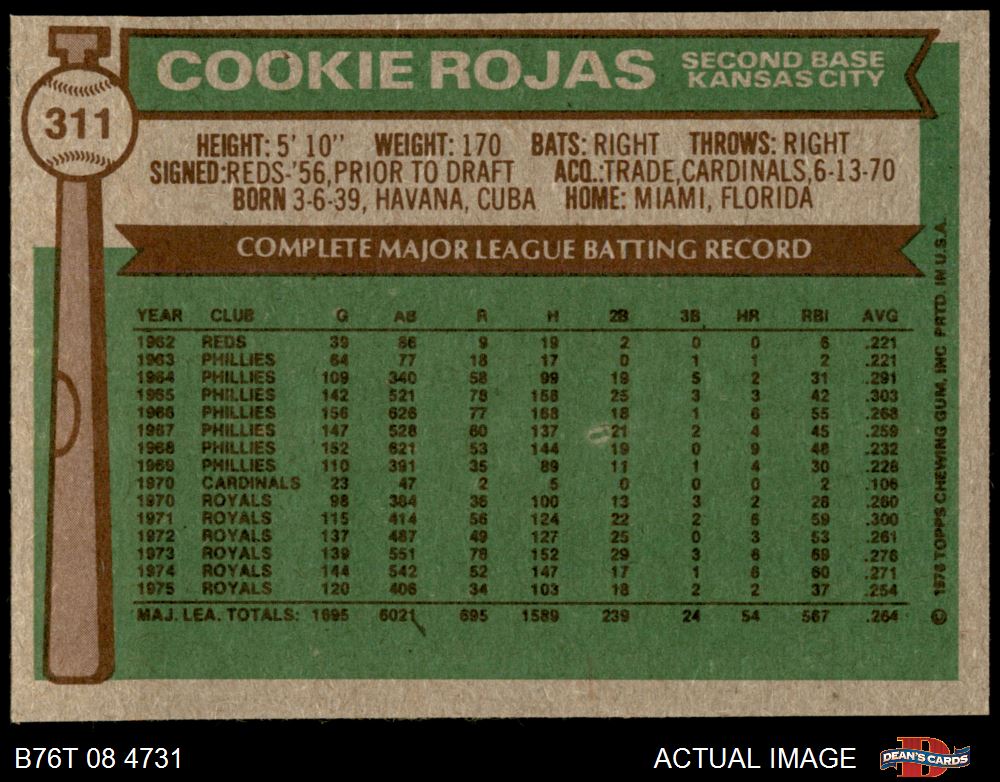 COOKIE ROJAS SECOND BASE
KANSAS CITY
311
HEIGHT: 5' 10" WEIGHT: 170 BATS: RIGHT THROWS: RIGHT
SIGNED: REDS-'56, PRIOR TO DRAFT ACQ.: TRADE, CARDINALS, 6-13-70
BORN 3-6-39, HAVANA, CUBA HOME: MIAMI, FLORIDA
COMPLETE MAJOR LEAGUE BATTING RECORD
YEAR CLUB G AB R H 2B 3B HR RBI AVG
1962 REDS 39 86 9 19 2 0 0 6 .221
1963 PHILLIES 64 77 18 17 0 1 1 2 .221
1964 PHILLIES 109 340 58 99 19 5 2 31 .291
1965 PHILLIES 142 521 78 158 25 3 3 42 .303
1966 PHILLIES 156 626 77 168 18 1 6 55 .268
1967 PHILLIES 147 528 60 137 21 2 4 45 .259
1968 PHILLIES 152 621 53 144 19 0 9 48 .232
1969 PHILLIES 110 391 35 89 11 1 4 30 .228
1970 CARDINALS 23 47 2 5 0 0 0 2 .106
1970 ROYALS 98 384 36 100 13 3 2 28 .260
1971 ROYALS 115 414 56 124 22 2 6 59 .300
1972 ROYALS 137 487 49 127 25 0 3 53 .261
1973 ROYALS 139 551 78 152 29 3 6 69 .276
1974 ROYALS 144 542 52 147 17 1 6 60 .271
1975 ROYALS 120 406 34 103 18 2 2 37 .254
MAJ. LEA. TOTALS: 1695 6021 695 1589 239 24 54 567 .264
© 1976 TOPPS CHEWING GUM, INC PRTD. IN U.S.A.
B76T 08 4731 ACTUAL IMAGE D DEAN'S CARDS